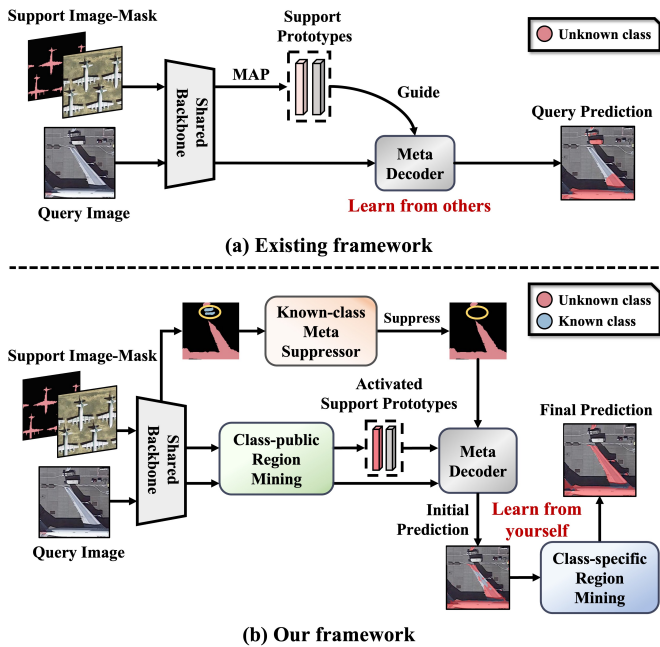 Support Image-Mask
Support
Prototypes
Unknown class
MAP
Shared
Backbone
Guide
Query Prediction
Meta
Decoder
Query Image
Learn from others
(a) Existing framework
Known-class
Meta
Suppressor
Suppress
Unknown class
Known class
Support Image-Mask
Activated
Support Prototypes
Final Prediction
Shared
Backbone
Class-public
Region
Mining
Meta
Decoder
Initial
Prediction
Learn from
yourself
Query Image
Class-specific
Region
Mining
(b) Our framework